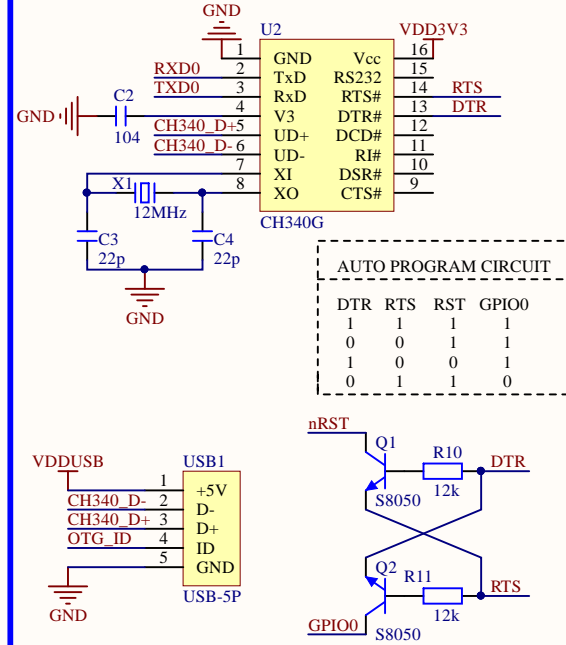 GND
U2
VDD3V3
1 GND Vcc 16
RXD0 2 TxD RS232 15
TXD0 3 RxD RTS# 14 RTS
GND C2 104 4 V3 DTR# 13 DTR
CH340_D+ 5 UD+ DCD# 12
CH340_D- 6 UD- RI# 11
7 XI DSR# 10
8 XO CTS# 9
CH340G
X1
12MHz
C3
22p
C4
22p
GND
AUTO PROGRAM CIRCUIT
DTR RTS RST GPIO0
1 1 1 1
0 0 1 1
1 0 0 1
0 1 1 0
VDDUSB
USB1
1 +5V
CH340_D- 2 D-
CH340_D+ 3 D+
OTG_ID 4 ID
5 GND
GND
USB-5P
nRST
Q1
S8050
R10
12k
DTR
Q2
S8050
R11
12k
RTS
GPIO0